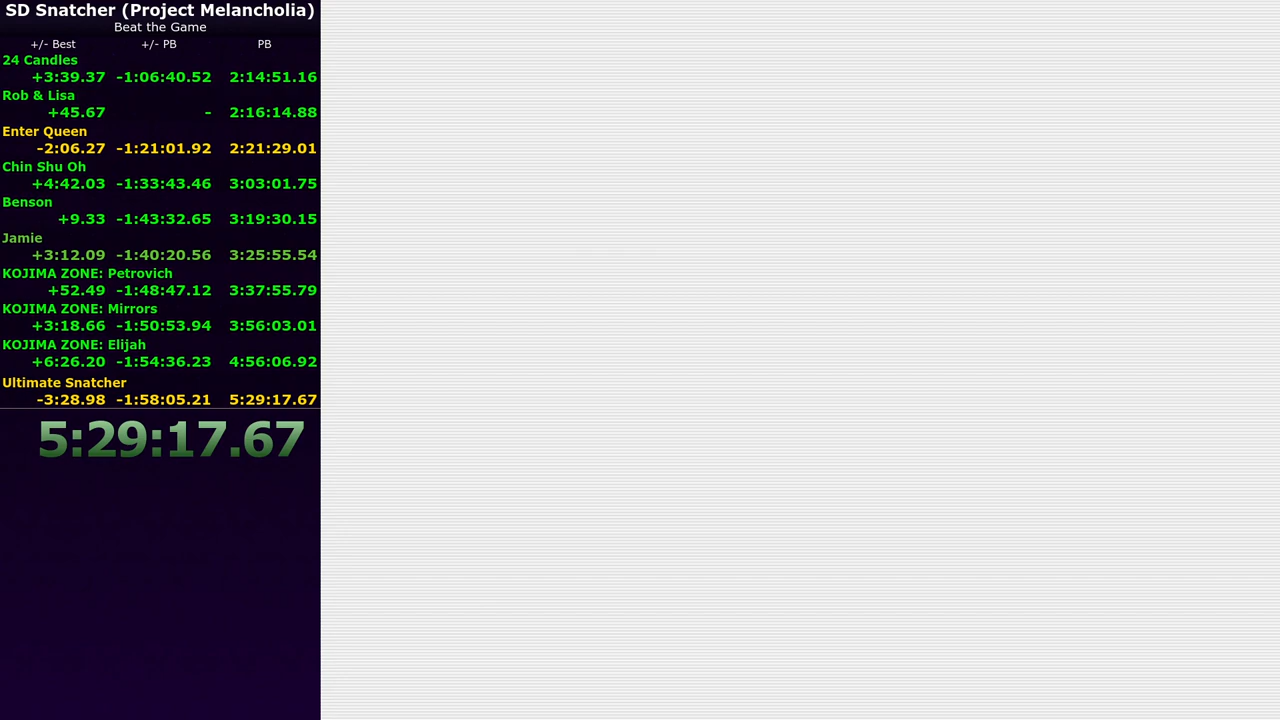 SD Snatcher (Project Melancholia)
Beat the Game
+/- Best +/- PB PB
24 Candles
+3:39.37 -1:06:40.52 2:14:51.16
Rob & Lisa
+45.67 - 2:16:14.88
Enter Queen
-2:06.27 -1:21:01.92 2:21:29.01
Chin Shu Oh
+4:42.03 -1:33:43.46 3:03:01.75
Benson
+9.33 -1:43:32.65 3:19:30.15
Jamie
+3:12.09 -1:40:20.56 3:25:55.54
KOJIMA ZONE: Petrovich
+52.49 -1:48:47.12 3:37:55.79
KOJIMA ZONE: Mirrors
+3:18.66 -1:50:53.94 3:56:03.01
KOJIMA ZONE: Elijah
+6:26.20 -1:54:36.23 4:56:06.92
Ultimate Snatcher
-3:28.98 -1:58:05.21 5:29:17.67
5:29:17.67